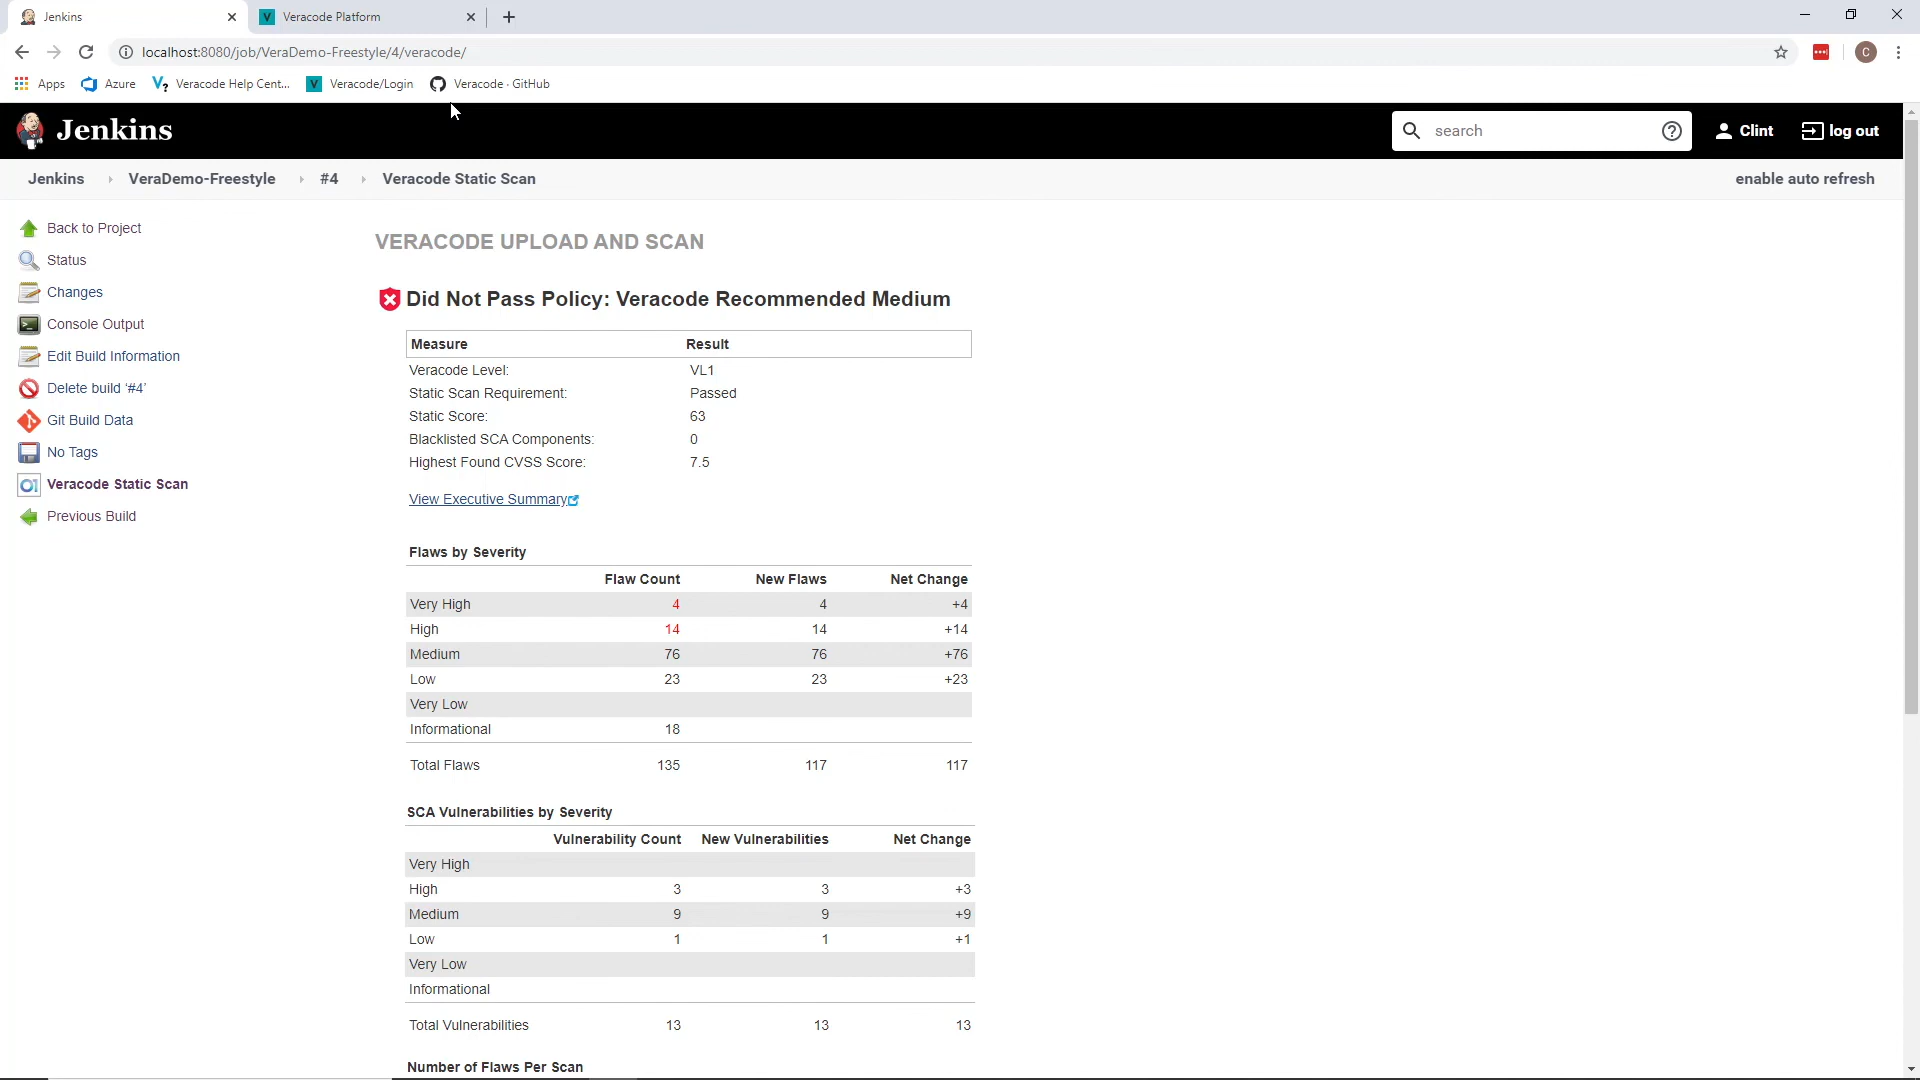 Jenkins
Veracode Platform
localhost:8080/job/VeraDemo-Freestyle/4/veracode/
C
Apps
Azure
Veracode Help Cent...
Veracode/Login
Veracode - GitHub
Jenkins
search
Clint
log out
Jenkins
VeraDemo-Freestyle
#4
Veracode Static Scan
enable auto refresh
Back to Project
Status
Changes
Console Output
Edit Build Information
Delete build ‘#4’
Git Build Data
No Tags
Veracode Static Scan
Previous Build
VERACODE UPLOAD AND SCAN
Did Not Pass Policy: Veracode Recommended Medium
Measure Result
Veracode Level: VL1
Static Scan Requirement: Passed
Static Score: 63
Blacklisted SCA Components: 0
Highest Found CVSS Score: 7.5
View Executive Summary
Flaws by Severity
Flaw Count New Flaws Net Change
Very High 4 4 +4
High 14 14 +14
Medium 76 76 +76
Low 23 23 +23
Very Low
Informational 18
Total Flaws 135 117 117
SCA Vulnerabilities by Severity
Vulnerability Count New Vulnerabilities Net Change
Very High
High 3 3 +3
Medium 9 9 +9
Low 1 1 +1
Very Low
Informational
Total Vulnerabilities 13 13 13
Number of Flaws Per Scan